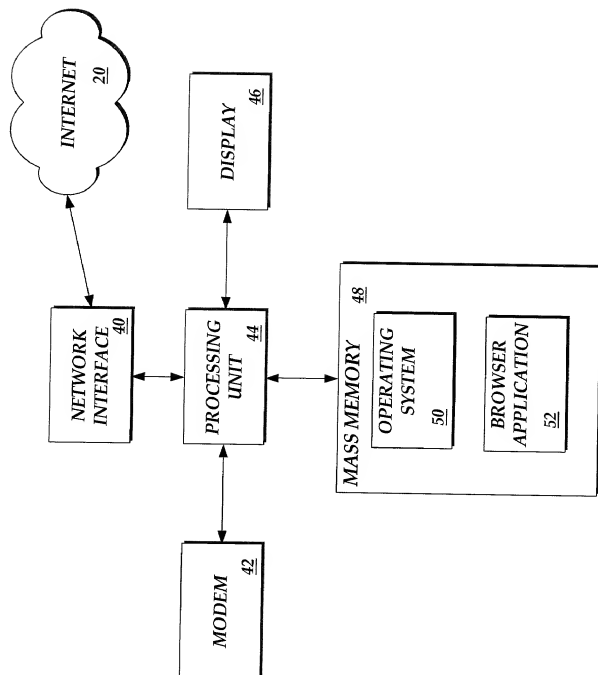 INTERNET
20
DISPLAY
46
NETWORK
INTERFACE
40
PROCESSING
UNIT
44
MASS MEMORY
48
OPERATING
SYSTEM
50
BROWSER
APPLICATION
52
MODEM
42